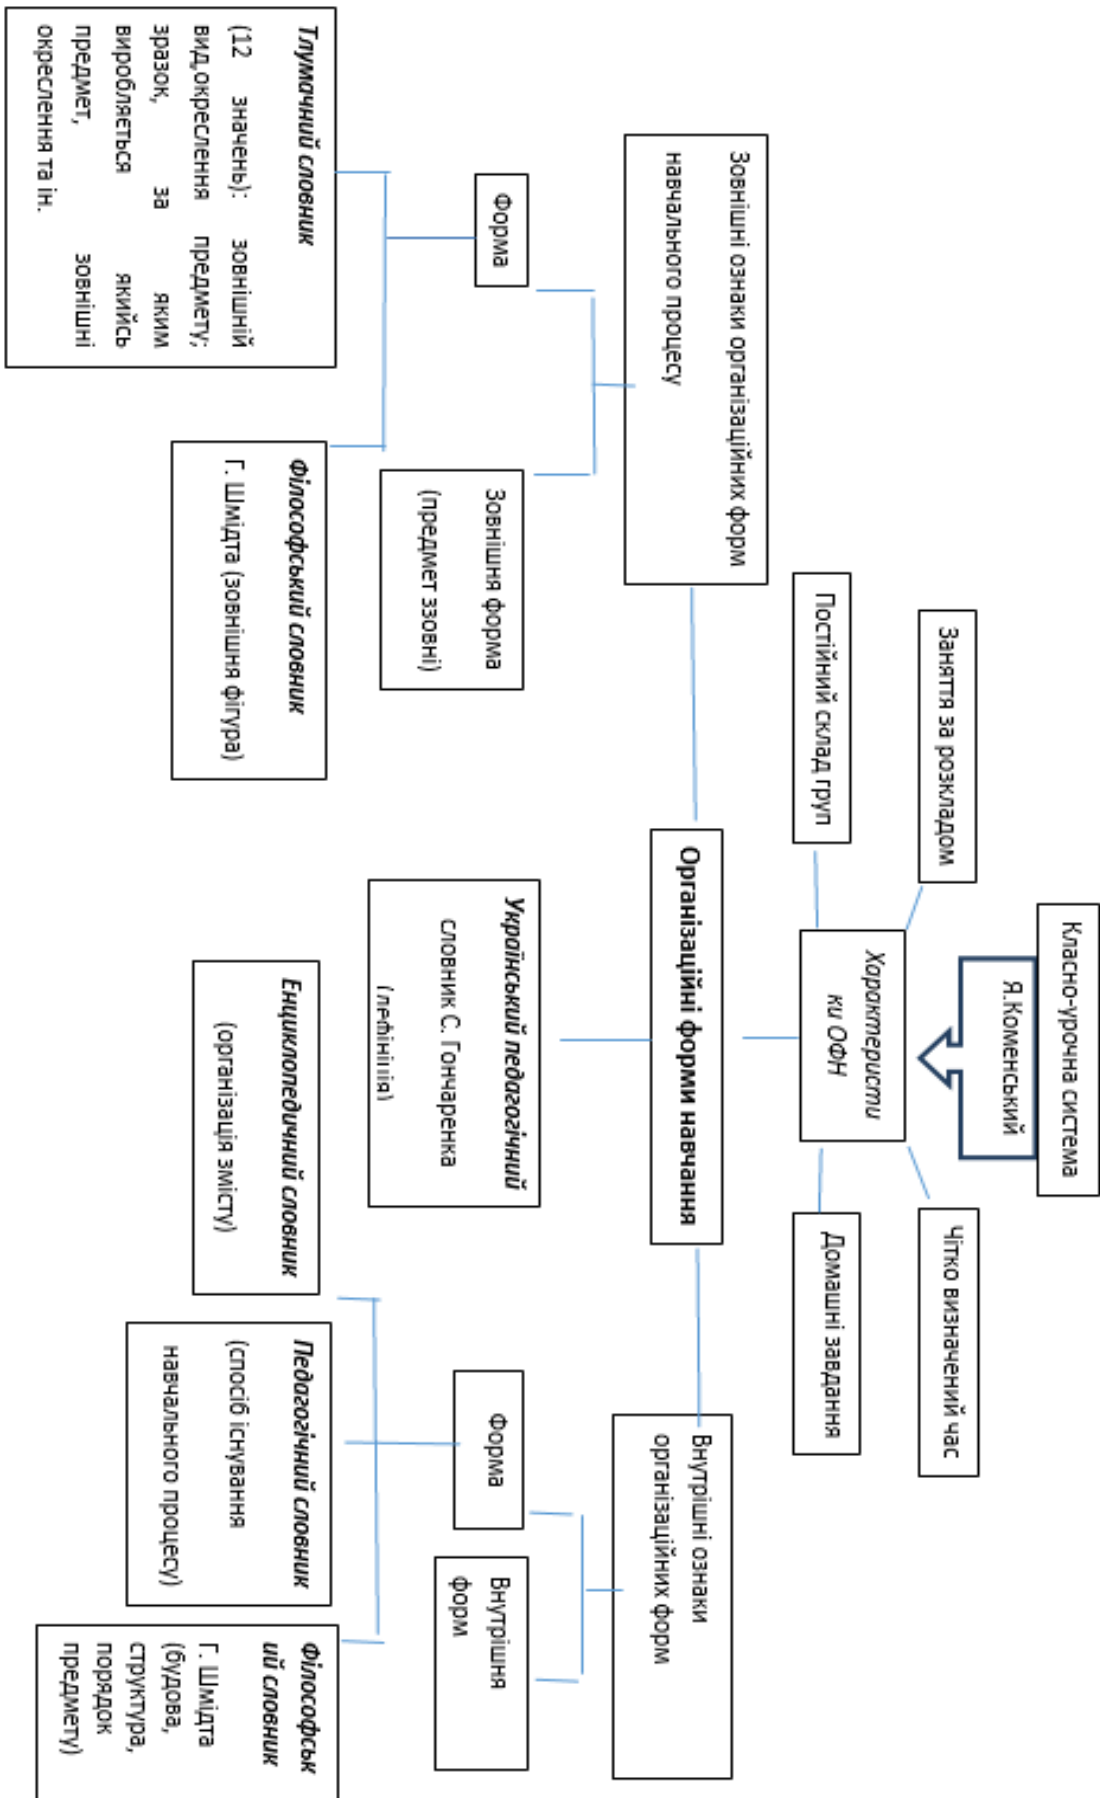 Класно-урочна система
Я.Коменський
Заняття за розкладом
Чітко визначений час
Постійний склад груп
Характеристи
ки ОФН
Домашні завдання
Зовнішні ознаки організаційних форм
навчального процесу
Організаційні форми навчання
Внутрішні ознаки
організаційних форм
Форма
Зовнішня форма
(предмет ззовні)
Український педагогічний
словник С. Гончаренка
(дефініція)
Форма
Внутрішня
форм
Тлумачний словник
(12 значень): зовнішній
вид,окреслення предмету;
зразок, за яким
виробляється якийсь
предмет, зовнішні
окреслення та ін.
Філософський словник
Г. Шмідта (зовнішня фігура)
Енциклопедичний словник
(організація змісту)
Педагогічний словник
(спосіб існування
навчального процесу)
Філософськ
ий словник
Г. Шмідта
(будова,
структура,
порядок
предмету)